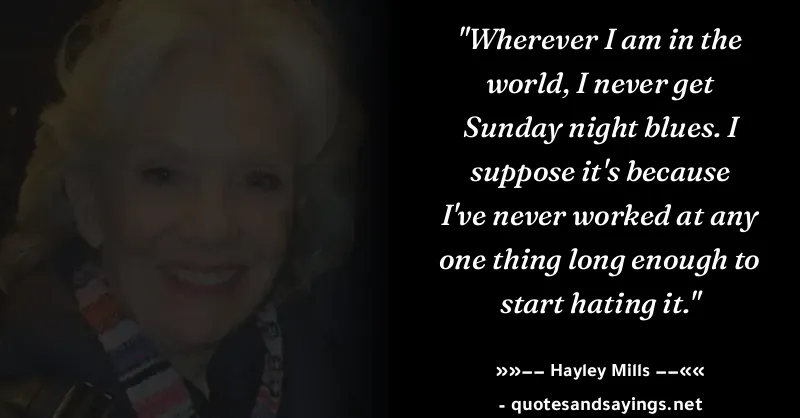 "Wherever I am in the
world, I never get
Sunday night blues. I
suppose it's because
I've never worked at any
one thing long enough to
start hating it."
»»–– Hayley Mills ––««
- quotesandsayings.net